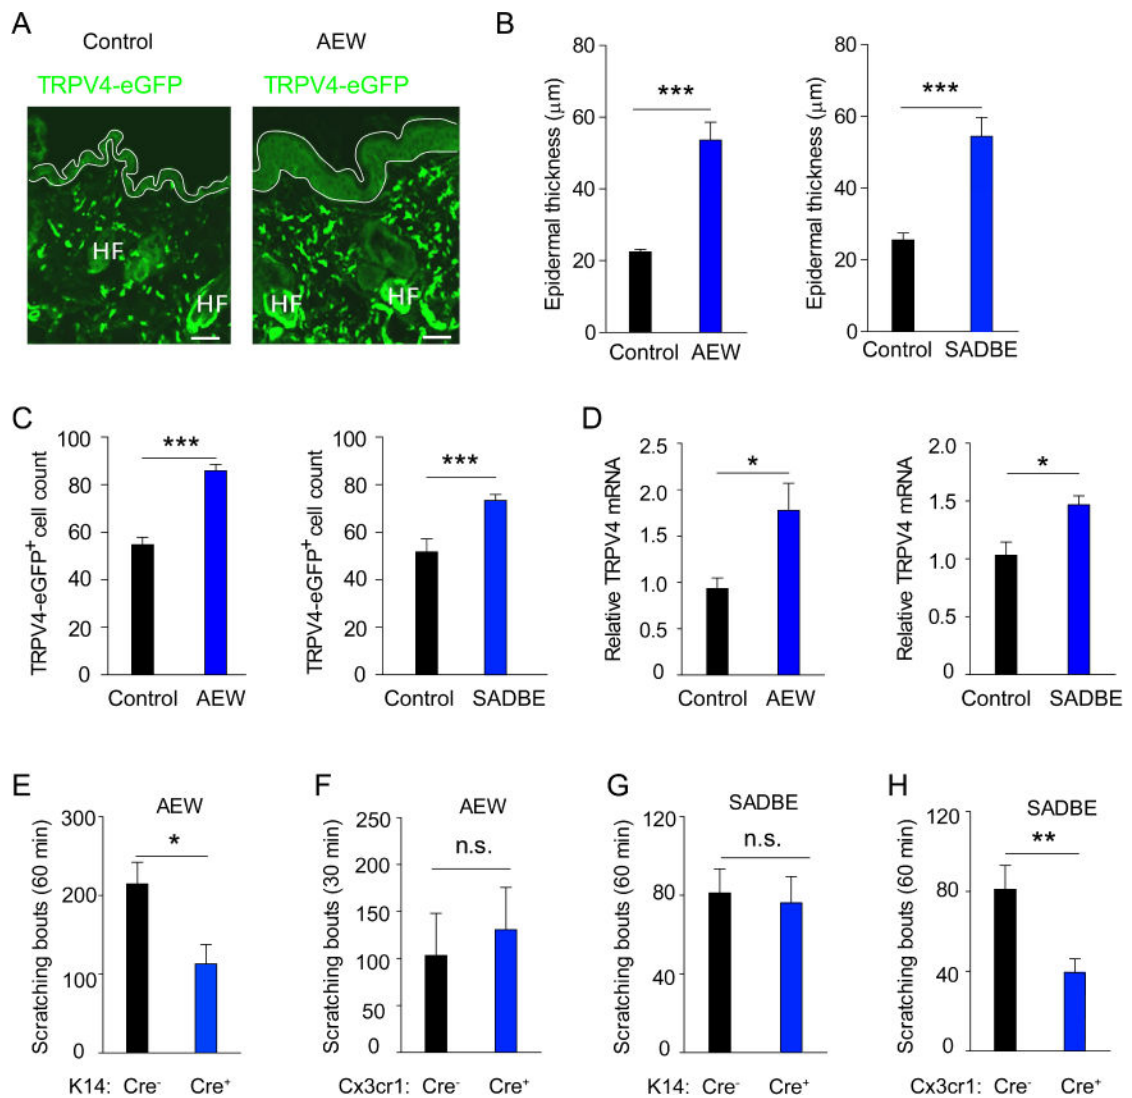 A
Control
AEW
TRPV4-eGFP
TRPV4-eGFP
HF
HF
HF
HF
B
Epidermal thickness (μm)
80
60
40
20
0
***
Control AEW
Epidermal thickness (μm)
80
60
40
20
0
***
Control SADBE
C
TRPV4-eGFP⁺ cell count
100
80
60
40
20
0
***
Control AEW
TRPV4-eGFP⁺ cell count
100
80
60
40
20
0
***
Control SADBE
D
Relative TRPV4 mRNA
2.5
2.0
1.5
1.0
0.5
0
*
Control AEW
Relative TRPV4 mRNA
2.0
1.5
1.0
0.5
0
*
Control SADBE
E
AEW
Scratching bouts (60 min)
300
200
100
0
*
K14: Cre⁻ Cre⁺
F
AEW
Scratching bouts (30 min)
250
200
150
100
50
0
n.s.
Cx3cr1: Cre⁻ Cre⁺
G
SADBE
Scratching bouts (60 min)
120
80
40
0
n.s.
K14: Cre⁻ Cre⁺
H
SADBE
Scratching bouts (60 min)
120
80
40
0
**
Cx3cr1: Cre⁻ Cre⁺